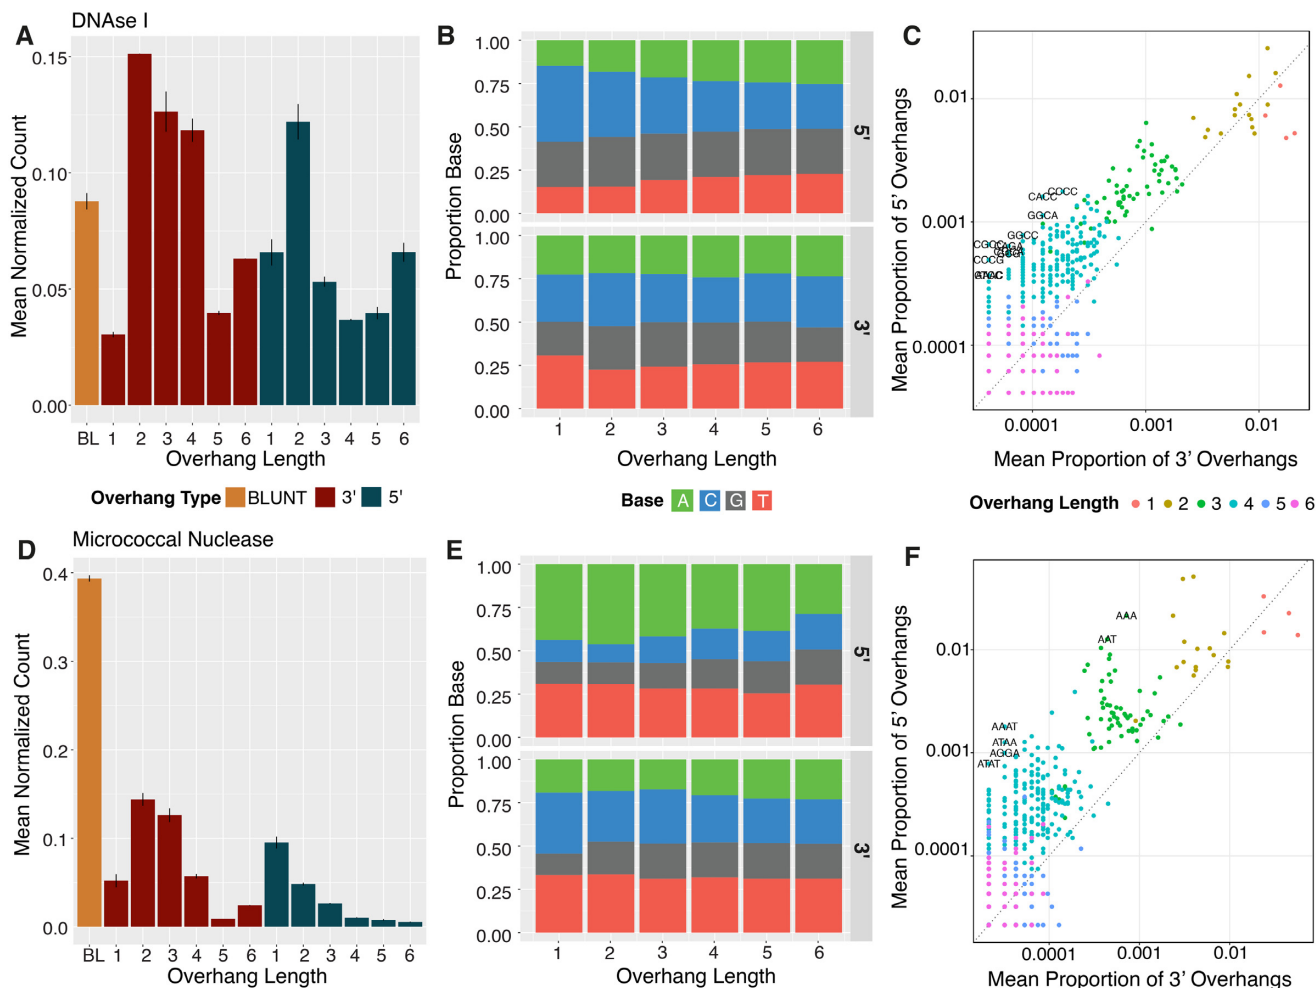 DNAse I
A
B
C
Mean Normalized Count
0.15
0.10
0.05
0.00
BL 1 2 3 4 5 6 1 2 3 4 5 6
Overhang Length
Overhang Type BLUNT 3' 5'
Proportion Base
1.00
0.75
0.50
0.25
0.00
5'
1.00
0.75
0.50
0.25
0.00
3'
1 2 3 4 5 6
Overhang Length
Base A C G T
Mean Proportion of 5' Overhangs
0.01
0.001
0.0001
CACC
GGCA
GGCC
COCG
0.0001 0.001 0.01
Mean Proportion of 3' Overhangs
Overhang Length 1 2 3 4 5 6
Micrococcal Nuclease
D
E
F
Mean Normalized Count
0.4
0.3
0.2
0.1
0.0
BL 1 2 3 4 5 6 1 2 3 4 5 6
Overhang Length
Proportion Base
1.00
0.75
0.50
0.25
0.00
5'
1.00
0.75
0.50
0.25
0.00
3'
1 2 3 4 5 6
Overhang Length
Mean Proportion of 5' Overhangs
0.01
0.001
0.0001
AAA
AAT
AAAT
ATAA
AGGA
ATAT
0.0001 0.001 0.01
Mean Proportion of 3' Overhangs